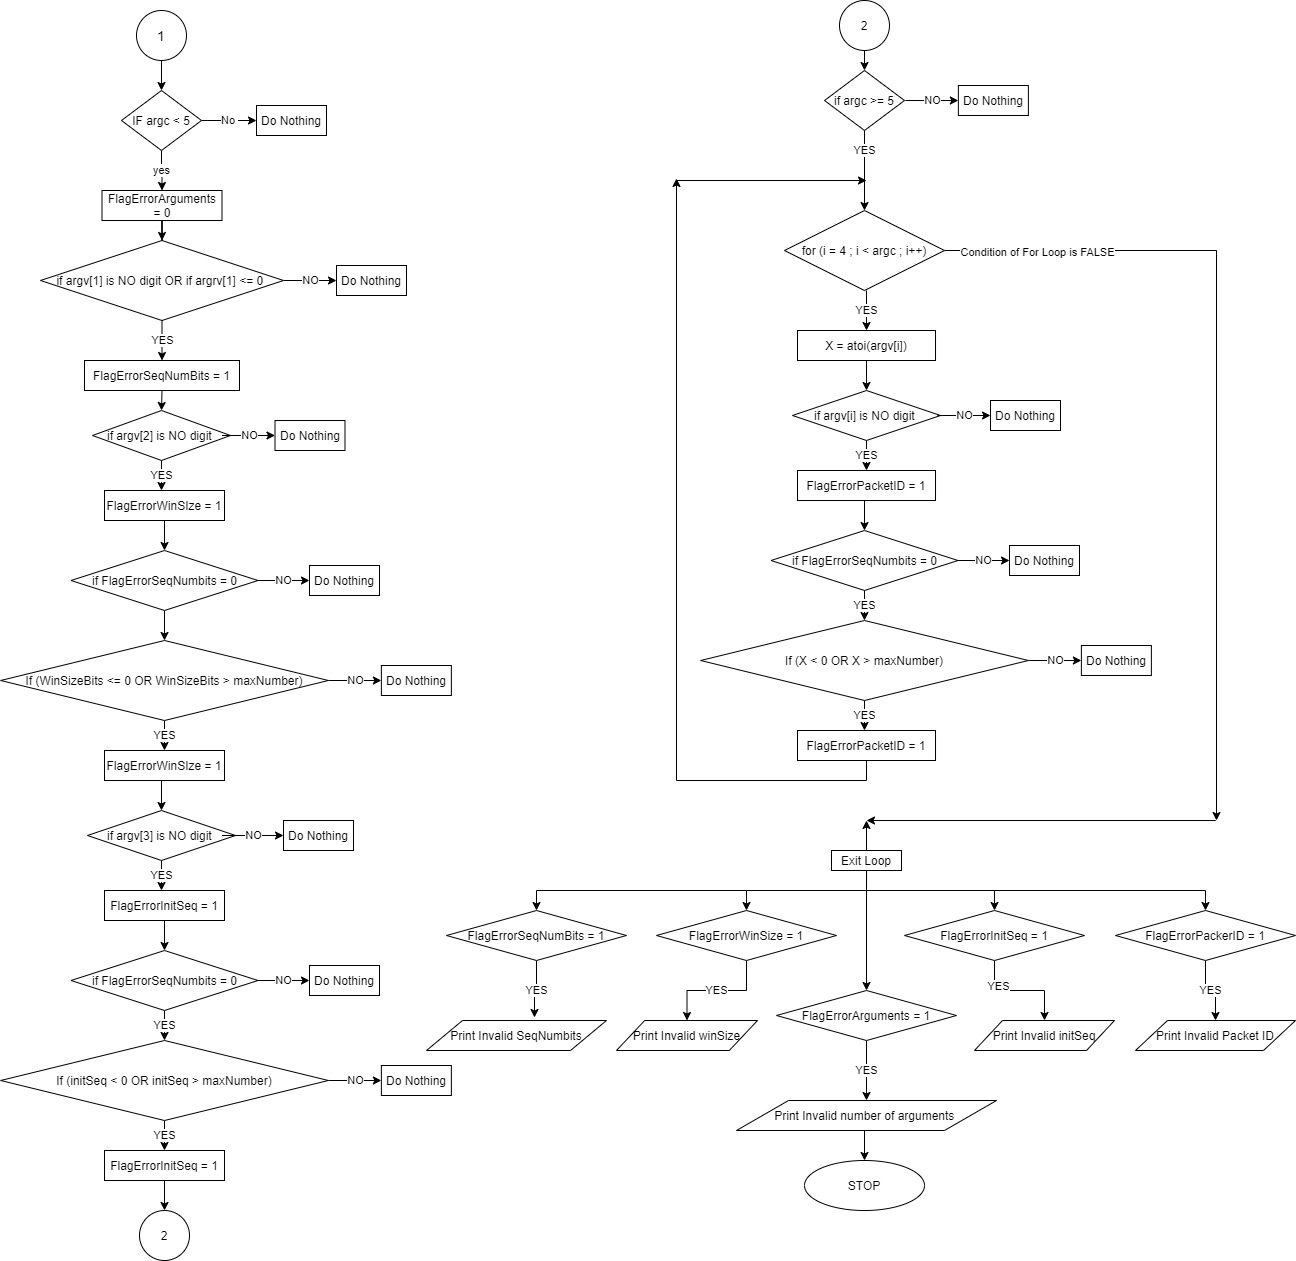 1
IF argc < 5
No
Do Nothing
yes
FlagErrorArguments
= 0
if argv[1] is NO digit OR if argrv[1] <= 0
NO
Do Nothing
YES
FlagErrorSeqNumBits = 1
if argv[2] is NO digit
NO
Do Nothing
YES
FlagErrorWinSIze = 1
if FlagErrorSeqNumbits = 0
NO
Do Nothing
If (WinSizeBits <= 0 OR WinSizeBits > maxNumber)
NO
Do Nothing
YES
FlagErrorWinSIze = 1
if argv[3] is NO digit
NO
Do Nothing
YES
FlagErrorInitSeq = 1
if FlagErrorSeqNumbits = 0
NO
Do Nothing
YES
If (initSeq < 0 OR initSeq > maxNumber)
NO
Do Nothing
YES
FlagErrorInitSeq = 1
2
2
if argc >= 5
NO
Do Nothing
YES
for (i = 4 ; i < argc ; i++)
Condition of For Loop is FALSE
YES
X = atoi(argv[i])
if argv[i] is NO digit
NO
Do Nothing
YES
FlagErrorPacketID = 1
if FlagErrorSeqNumbits = 0
NO
Do Nothing
YES
If (X < 0 OR X > maxNumber)
NO
Do Nothing
YES
FlagErrorPacketID = 1
Exit Loop
FlagErrorSeqNumBits = 1
FlagErrorWinSize = 1
FlagErrorInitSeq = 1
FlagErrorPackerID = 1
YES
YES
YES
YES
FlagErrorArguments = 1
Print Invalid SeqNumbits
Print Invalid winSize
Print Invalid initSeq
Print Invalid Packet ID
YES
Print Invalid number of arguments
STOP